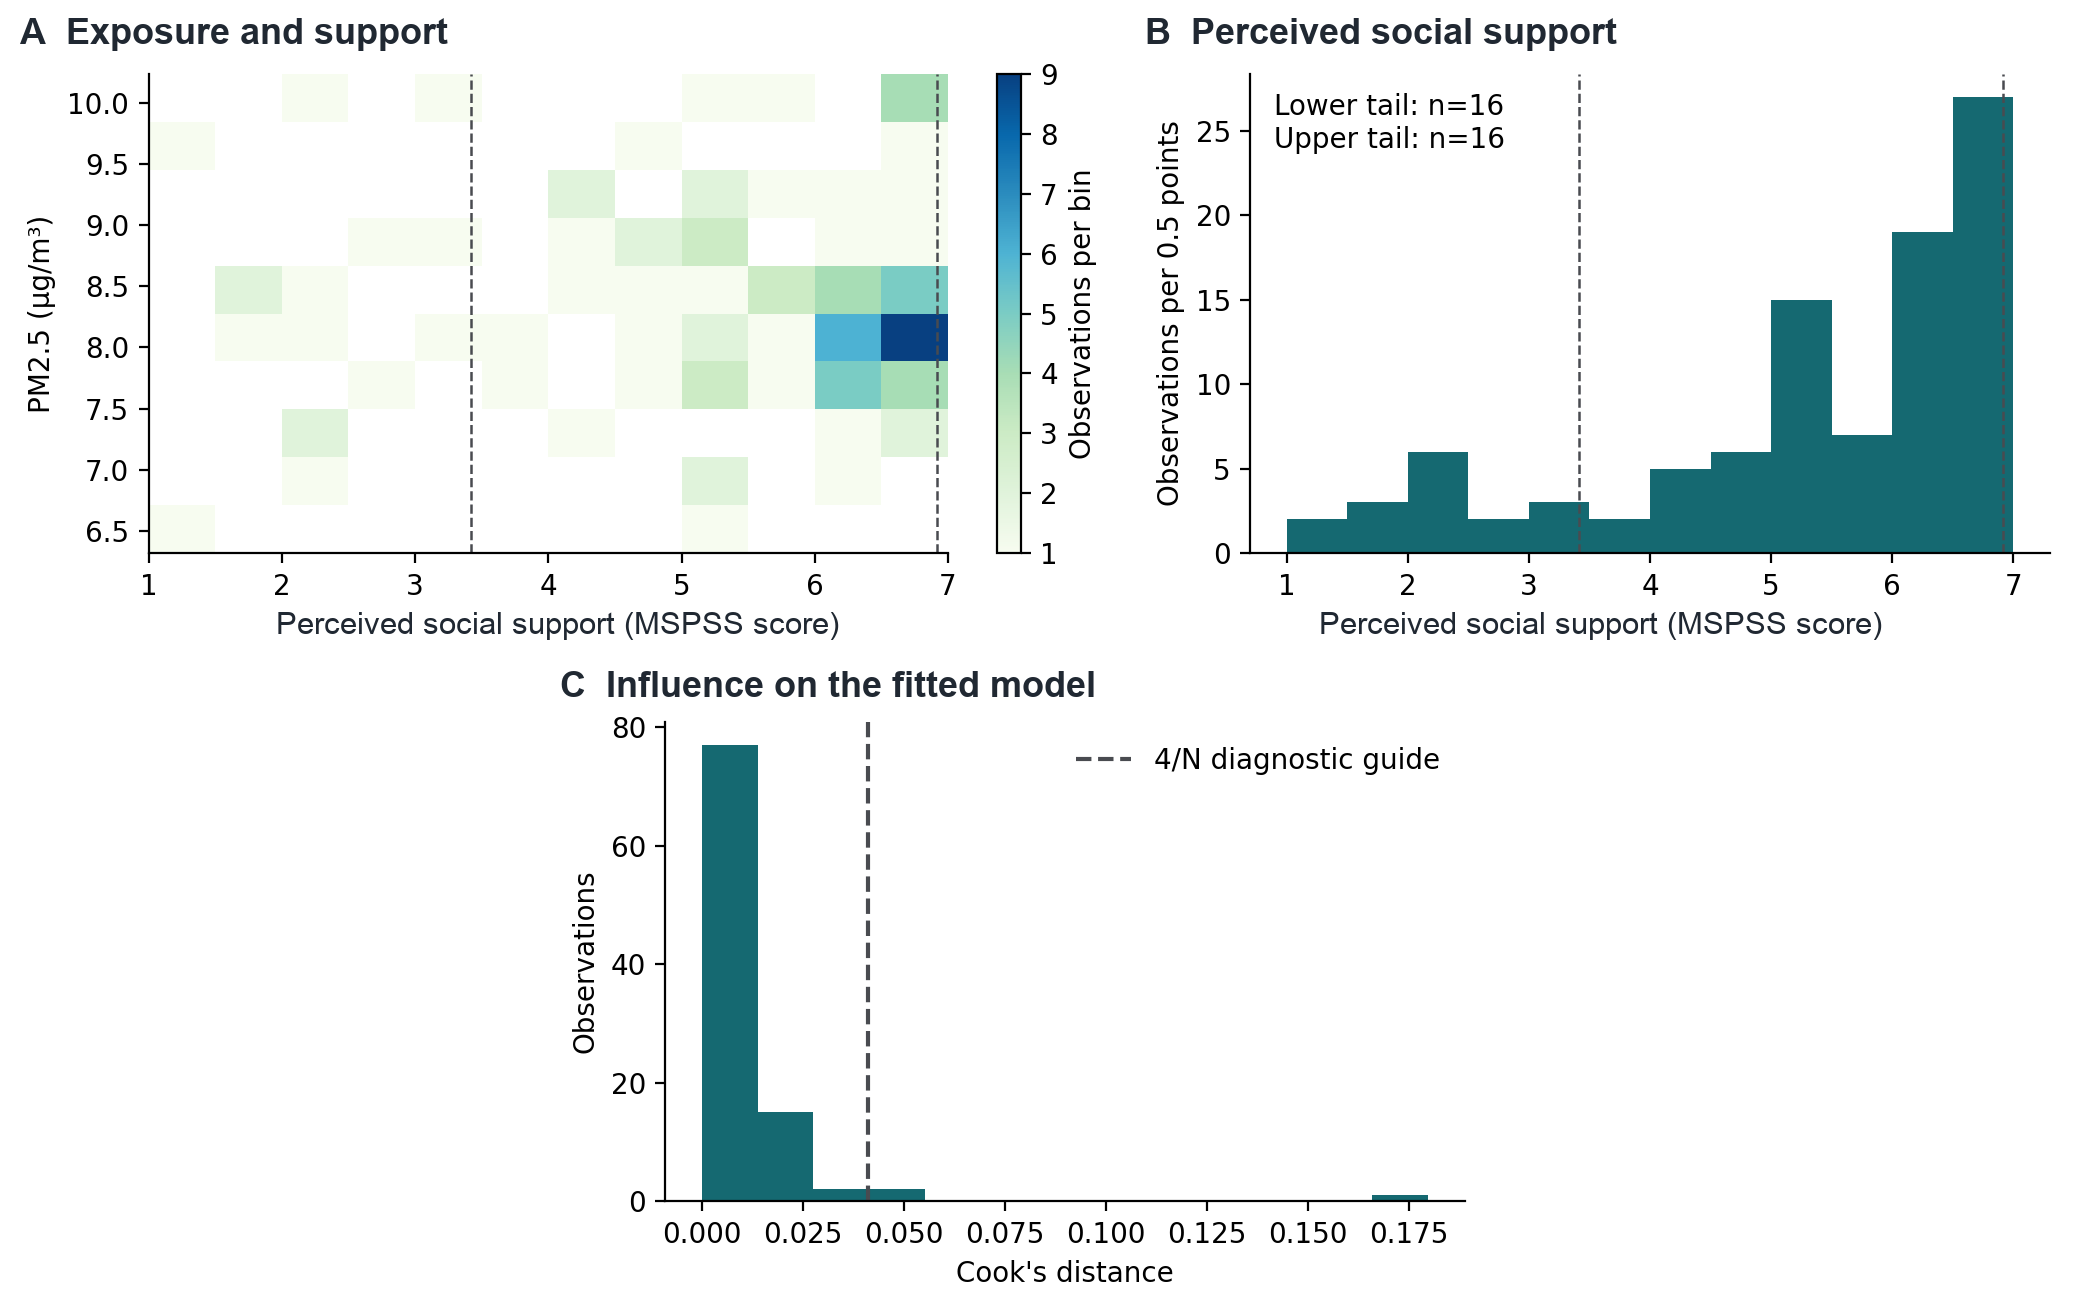 A Exposure and support
10.0
9.5
9.0
8.5
8.0
7.5
7.0
6.5
PM2.5 (µg/m³)
1 2 3 4 5 6 7
Perceived social support (MSPSS score)
9
8
7
6
5
4
3
2
1
Observations per bin
B Perceived social support
Lower tail: n=16
Upper tail: n=16
25
20
15
10
5
0
Observations per 0.5 points
1 2 3 4 5 6 7
Perceived social support (MSPSS score)
C Influence on the fitted model
4/N diagnostic guide
80
60
40
20
0
Observations
0.000 0.025 0.050 0.075 0.100 0.125 0.150 0.175
Cook's distance